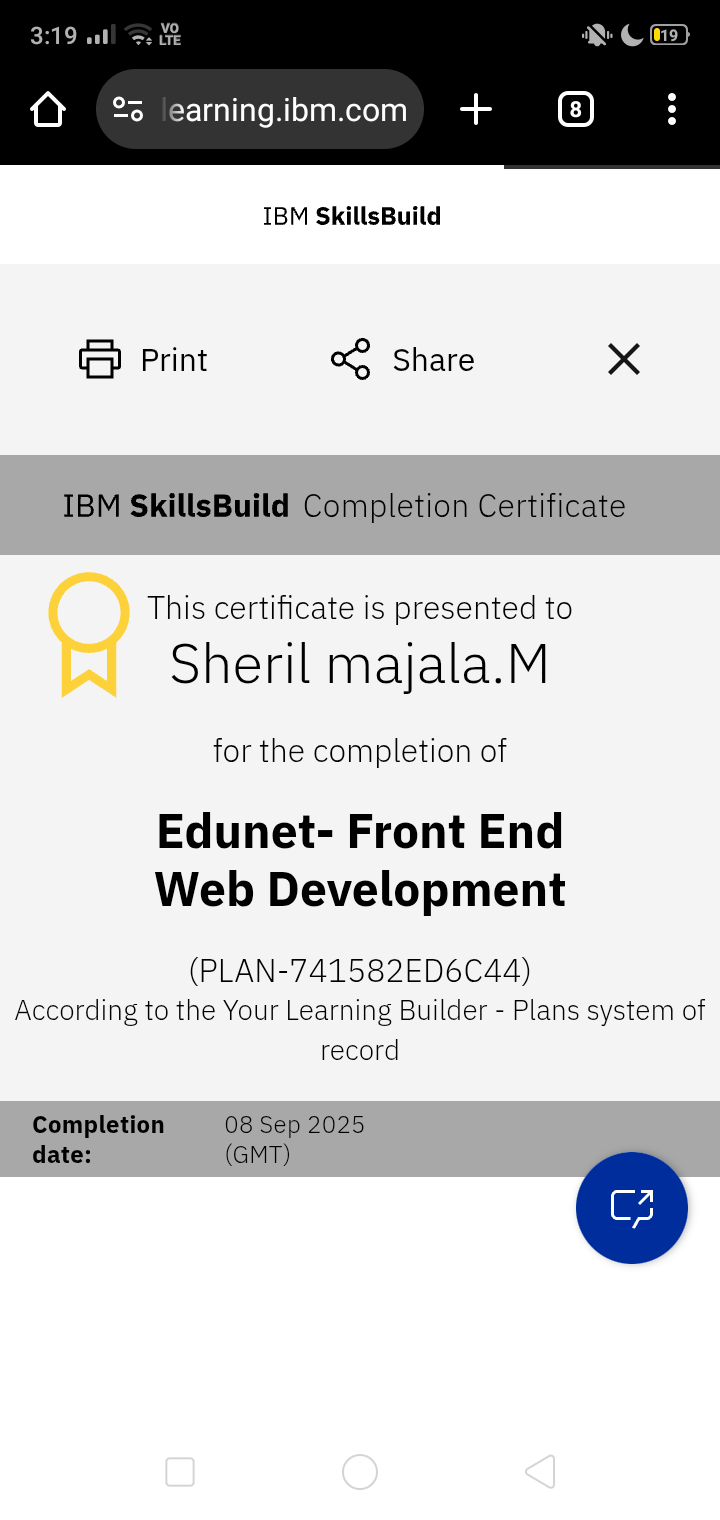 3:19 VO LTE 19
learning.ibm.com 8
IBM SkillsBuild
Print Share
IBM SkillsBuild Completion Certificate
This certificate is presented to
Sheril majala.M
for the completion of
Edunet- Front End
Web Development
(PLAN-741582ED6C44)
According to the Your Learning Builder - Plans system of
record
Completion 08 Sep 2025
date: (GMT)